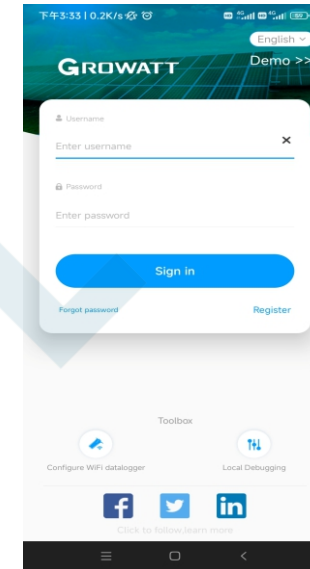 下午3:33 | 0.2K/s
English
GROWATT
Demo >>
Username
Enter username
Password
Enter password
Sign in
Forgot password
Register
Toolbox
Configure WiFi datalogger
Local Debugging
f
in
Click to follow,learn more